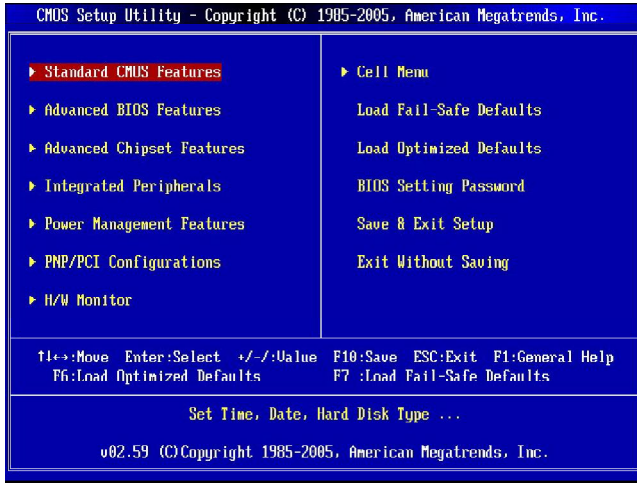 CMOS Setup Utility - Copyright (C) 1985-2005, American Megatrends, Inc.
▶ Standard CMOS Features
▶ Advanced BIOS Features
▶ Advanced Chipset Features
▶ Integrated Peripherals
▶ Power Management Features
▶ PNP/PCI Configurations
▶ H/W Monitor
▶ Cell Menu
Load Fail-Safe Defaults
Load Optimized Defaults
BIOS Setting Password
Save & Exit Setup
Exit Without Saving
↑↓←→:Move Enter:Select +/-/:Value F10:Save ESC:Exit F1:General Help
F6:Load Optimized Defaults F7 :Load Fail-Safe Defaults
Set Time, Date, Hard Disk Type ...
v02.59 (C)Copyright 1985-2005, American Megatrends, Inc.